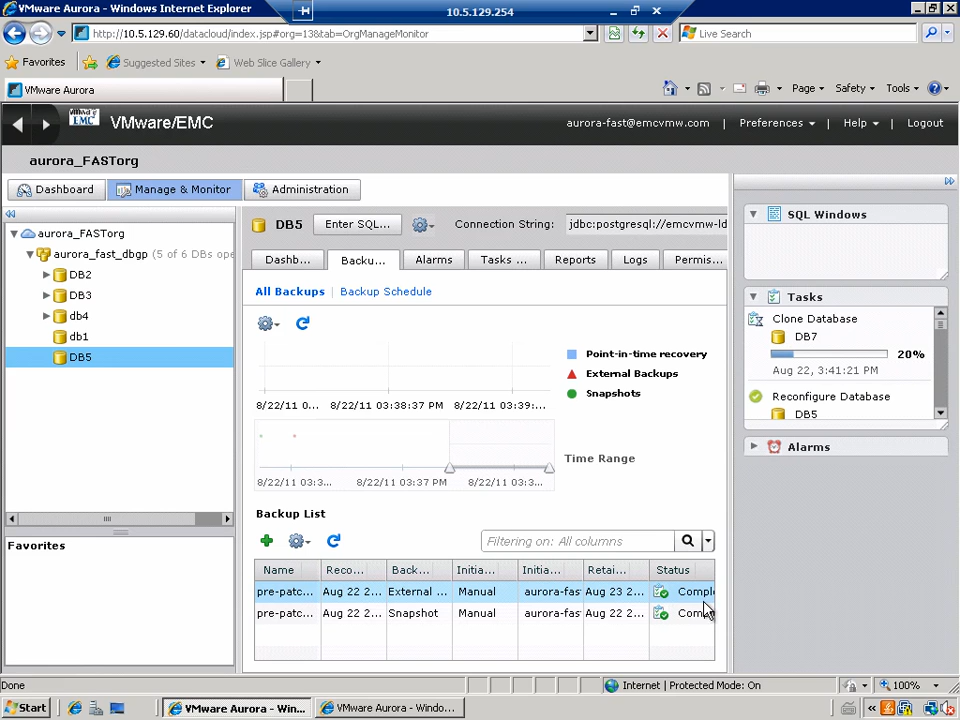 VMware Aurora - Windows Internet Explorer
10.5.129.254
http://10.5.129.60/datacloud/index.jsp#org=13&tab=OrgManageMonitor
Live Search
Favorites
Suggested Sites
Web Slice Gallery
VMware Aurora
Page
Safety
Tools
EMC
VMware/EMC
aurora-fast@emcvmw.com | Preferences | Help | Logout
aurora_FASTorg
Dashboard
Manage & Monitor
Administration
aurora_FASTorg
aurora_fast_dbgp (5 of 6 DBs ope
DB2
DB3
db4
db1
DB5
Favorites
DB5
Enter SQL...
Connection String:
jdbc:postgresql://emcvmw-ld
Dashb...
Backu...
Alarms
Tasks ...
Reports
Logs
Permis...
All Backups
Backup Schedule
Point-in-time recovery
External Backups
Snapshots
8/22/11 0...
8/22/11 03:38:37 PM
8/22/11 03:39:...
Time Range
8/22/11 03:3...
8/22/11 03:37 PM
8/22/11 03:3...
Backup List
Filtering on: All columns
Name
Reco...
Back...
Initia...
Initia...
Retai...
Status
pre-patc...
Aug 22 2...
External ...
Manual
aurora-fas
Aug 23 2...
Comple
pre-patc...
Aug 22 2...
Snapshot
Manual
aurora-fas
Aug 22 2...
SQL Windows
Tasks
Clone Database
DB7
20%
Aug 22, 3:41:21 PM
Reconfigure Database
DB5
Alarms
Done
Internet | Protected Mode: On
100%
Start
VMware Aurora - Win...
VMware Aurora - Windo...